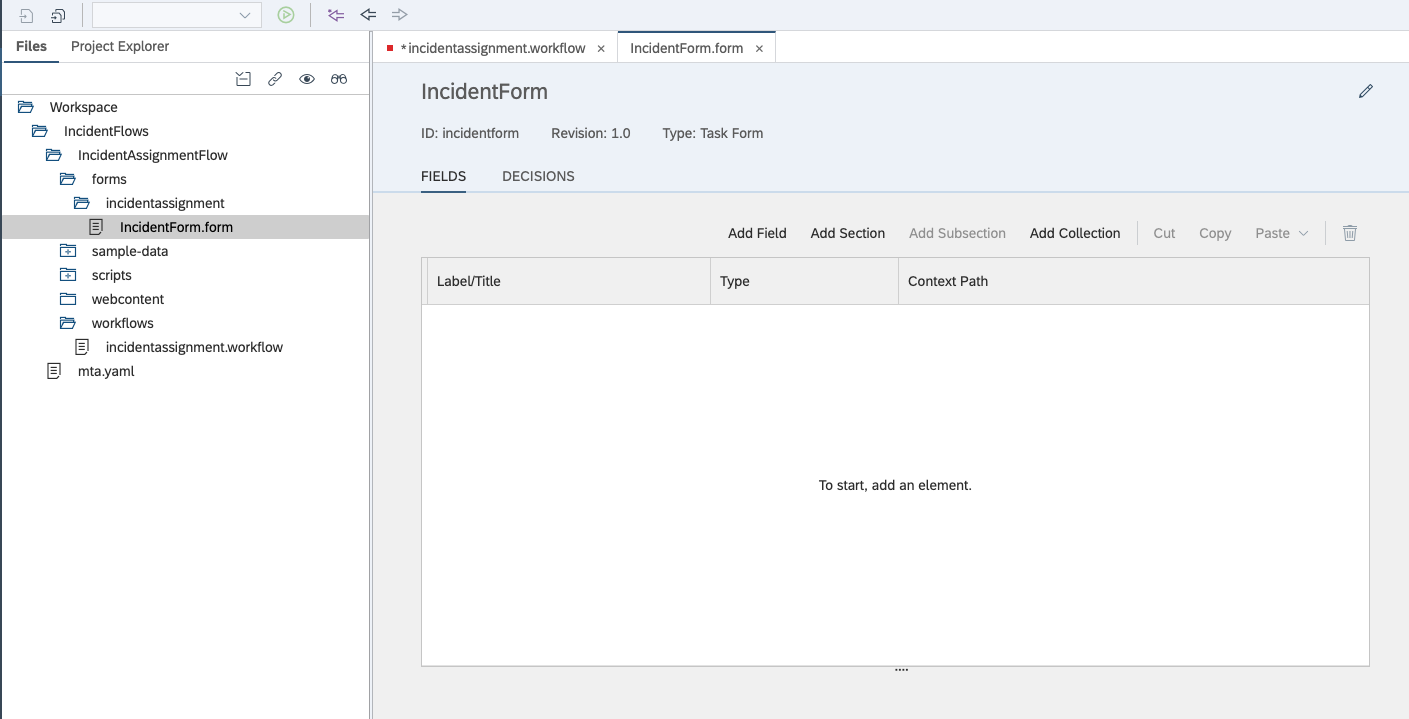 Files Project Explorer
Workspace
IncidentFlows
IncidentAssignmentFlow
forms
incidentassignment
IncidentForm.form
sample-data
scripts
webcontent
workflows
incidentassignment.workflow
mta.yaml
*incidentassignment.workflow × IncidentForm.form ×
IncidentForm
ID: incidentform Revision: 1.0 Type: Task Form
FIELDS DECISIONS
Add Field Add Section Add Subsection Add Collection Cut Copy Paste
Label/Title Type Context Path
To start, add an element.